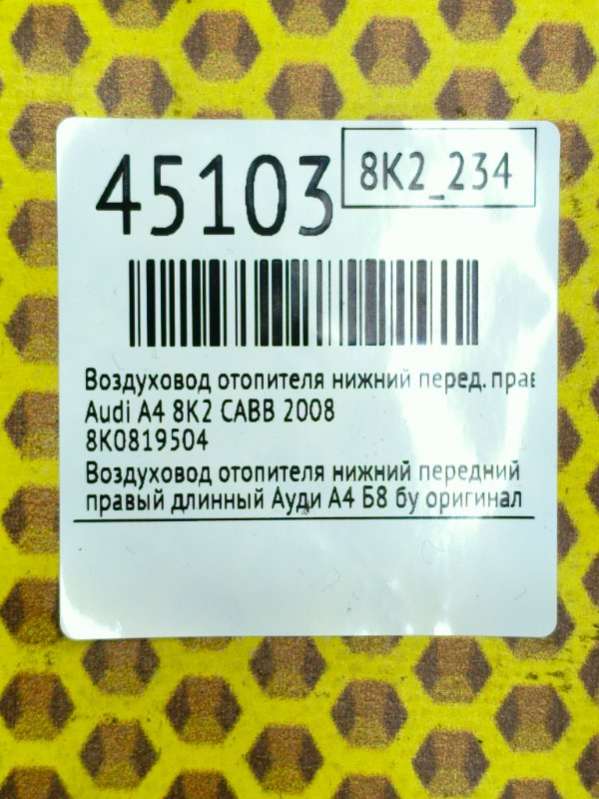 45103
8K2_234
Воздуховод отопителя нижний перед. прав
Audi A4 8K2 CABB 2008
8K0819504
Воздуховод отопителя нижний передний
правый длинный Ауди А4 Б8 бу оригинал